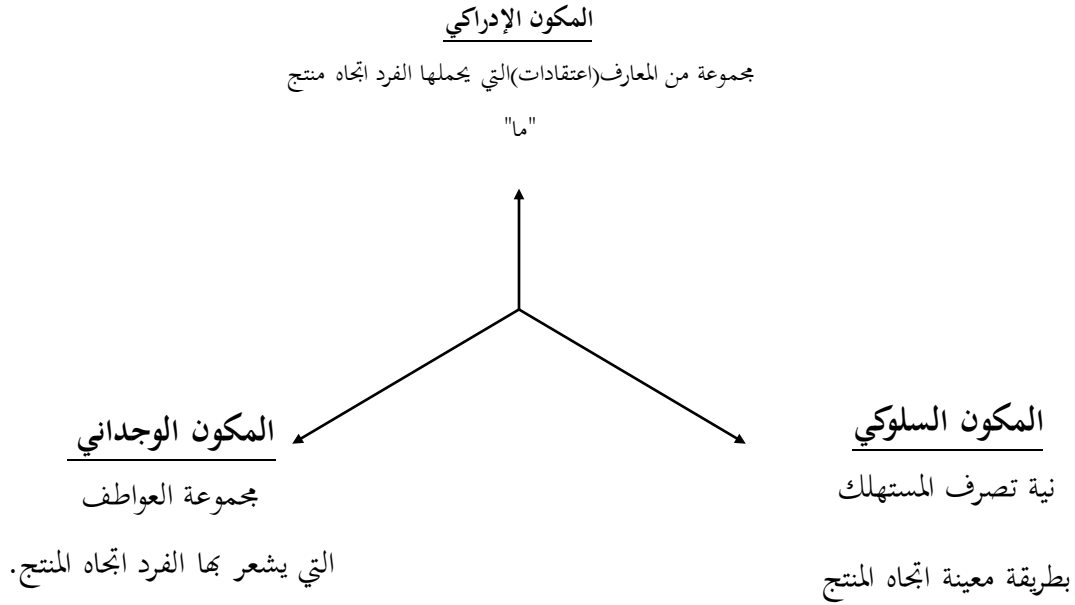 المكون الإدراكي
مجموعة من المعارف(اعتقادات)التي يحملها الفرد اتجاه منتج
"ما"
المكون السلوكي
نية تصرف المستهلك
بطريقة معينة اتجاه المنتج
المكون الوجداني
مجموعة العواطف
التي يشعر بها الفرد اتجاه المنتج.